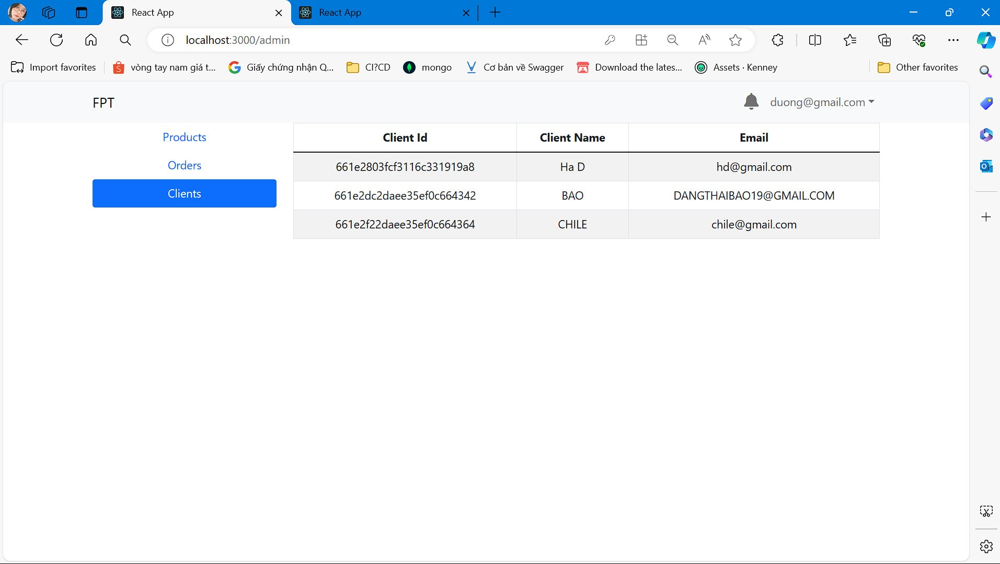 React App
React App
localhost:3000/admin
Import favorites
vòng tay nam giá t...
Giấy chứng nhận Q...
CI?CD
mongo
Cơ bản về Swagger
Download the lates...
Assets · Kenney
Other favorites
FPT
duong@gmail.com
Products
Orders
Clients
Client Id Client Name Email
661e2803fcf3116c331919a8 Ha D hd@gmail.com
661e2dc2daee35ef0c664342 BAO DANGTHAIBAO19@GMAIL.COM
661e2f22daee35ef0c664364 CHILE chile@gmail.com